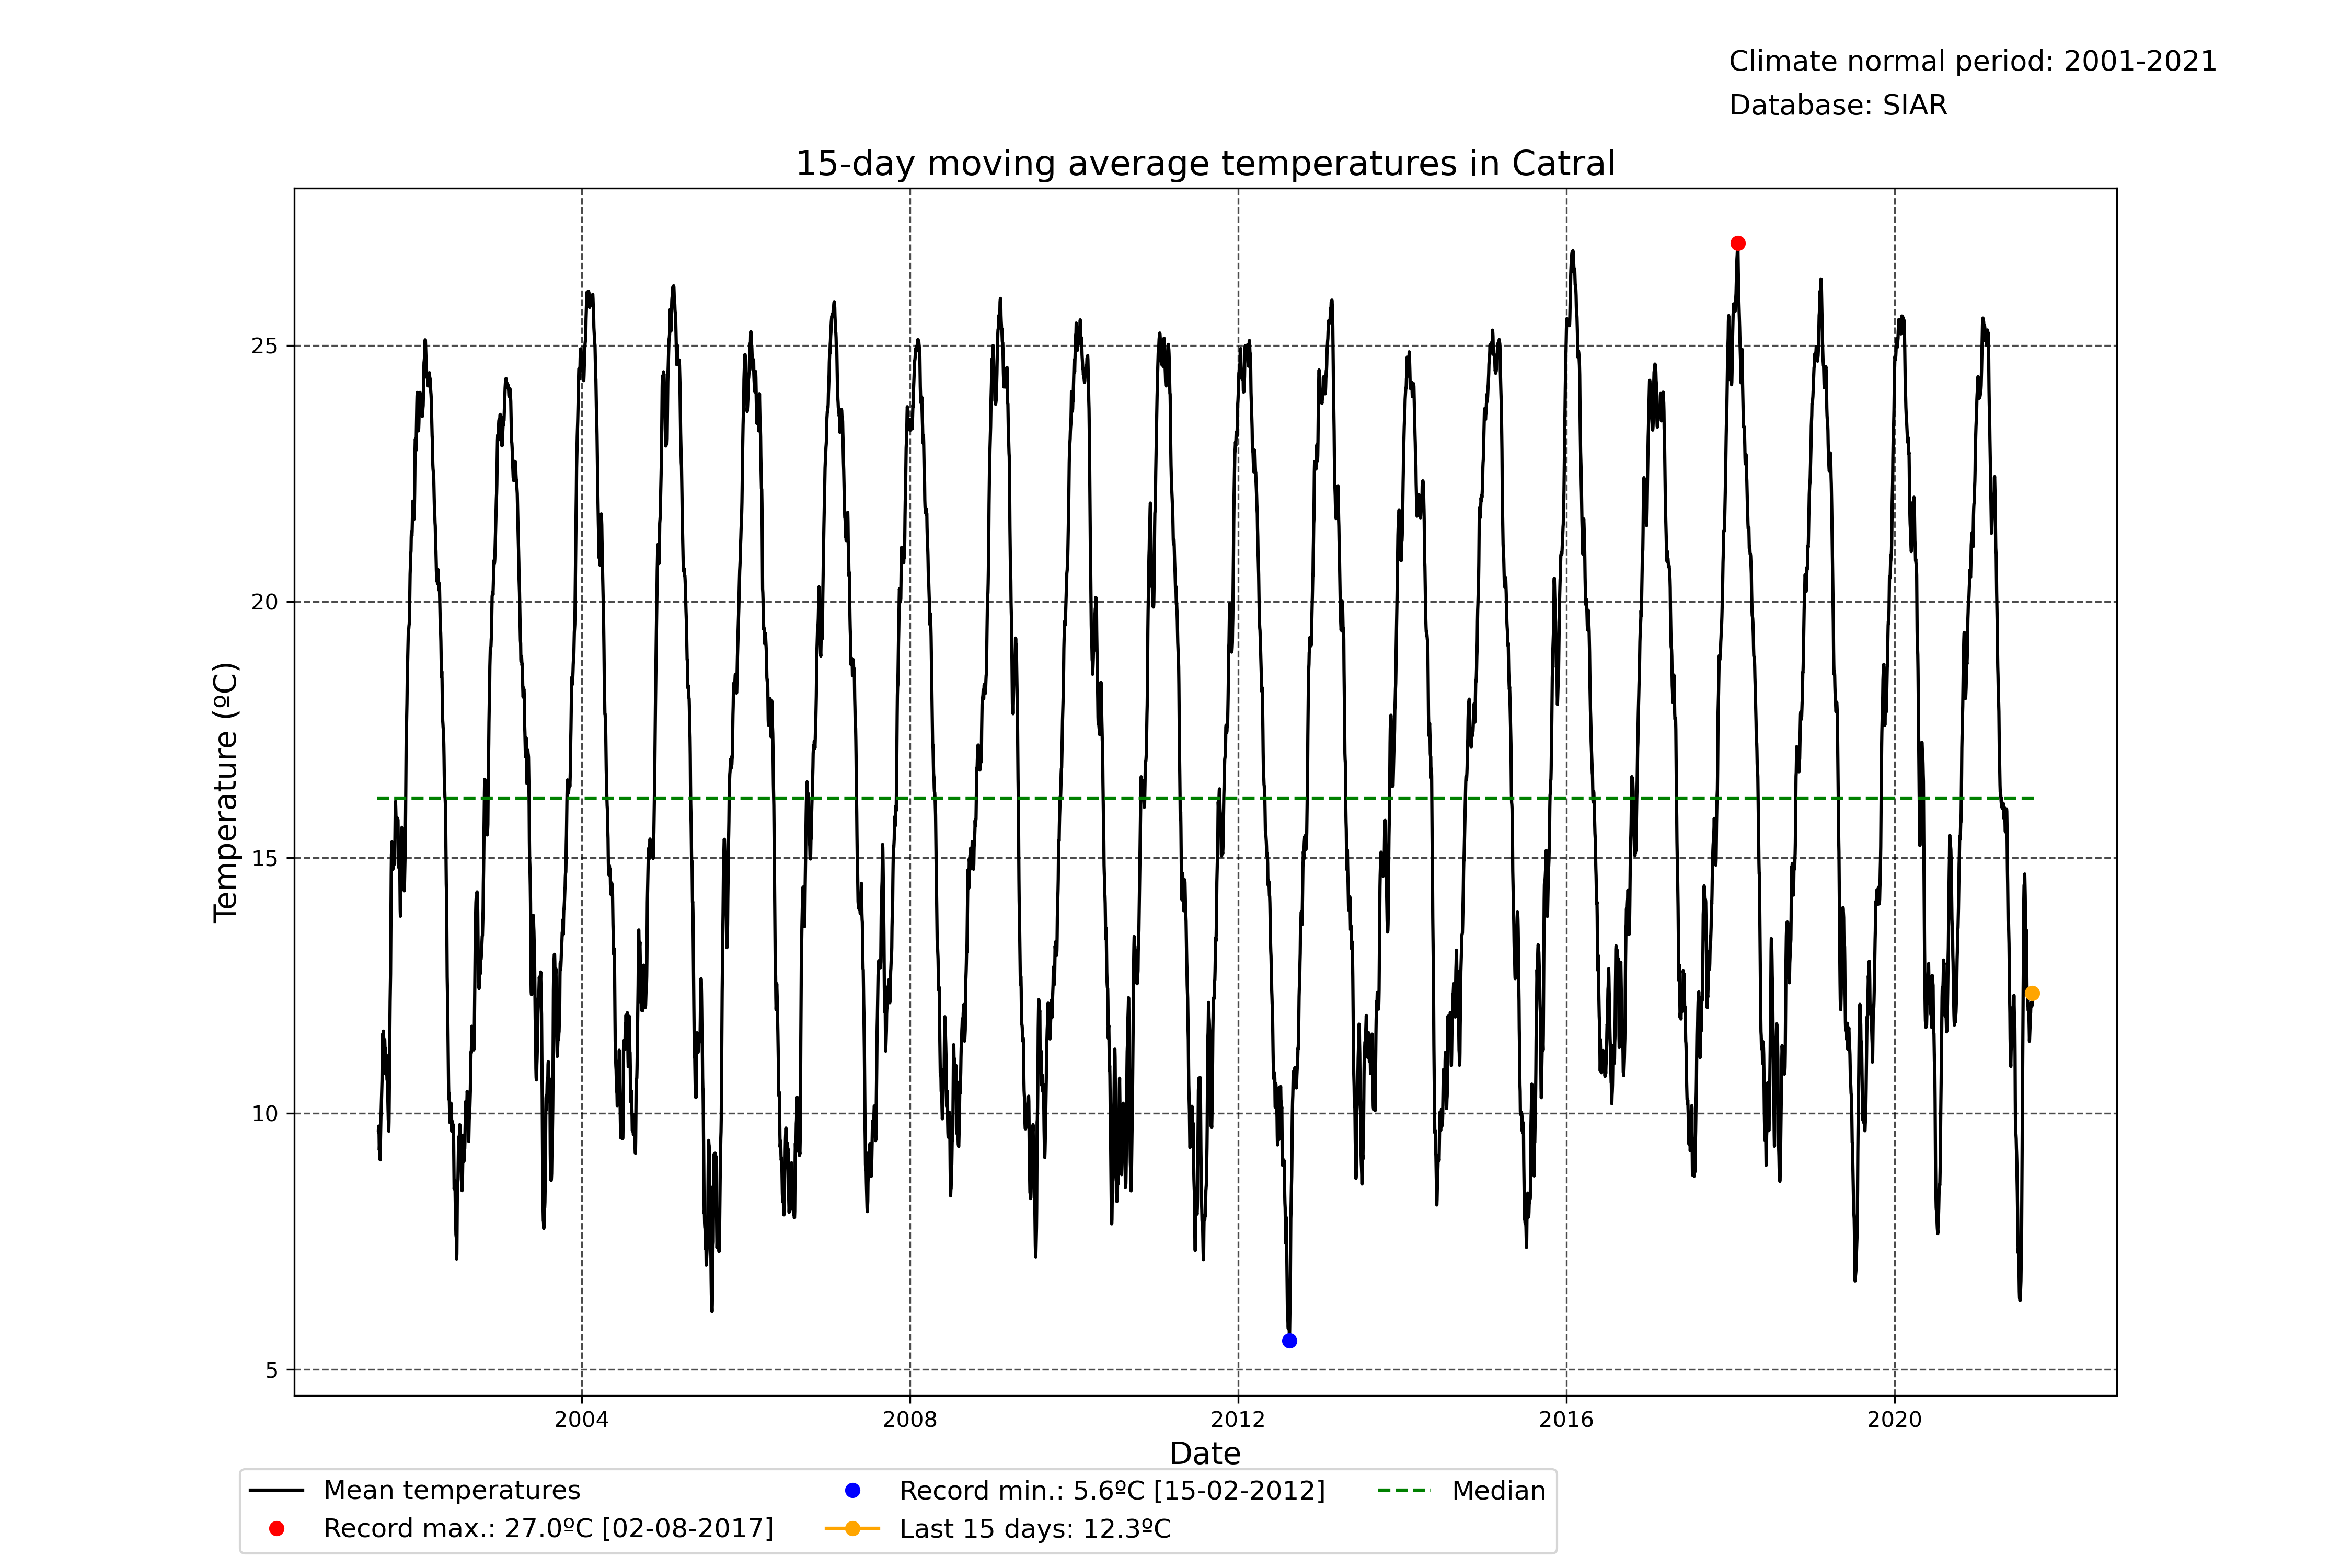 Climate normal period: 2001-2021
Database: SIAR
15-day moving average temperatures in Catral
Temperature (ºC)
25
20
15
10
5
2004 2008 2012 2016 2020
Date
Mean temperatures
Record max.: 27.0ºC [02-08-2017]
Record min.: 5.6ºC [15-02-2012]
Last 15 days: 12.3ºC
Median